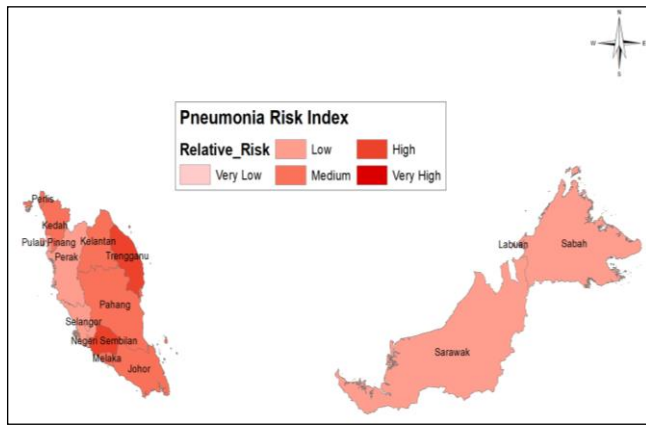 N
W E
S
Pneumonia Risk Index
Relative_Risk Low High
Very Low Medium Very High
Perlis
Kedah
Pulau Pinang Kelantan
Perak Trengganu
Pahang
Selangor
Negeri Sembilan
Melaka
Johor
Labuan Sabah
Sarawak